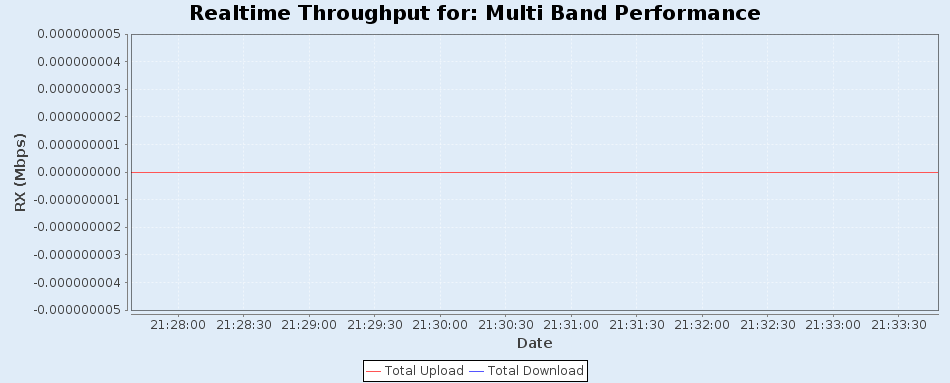 Realtime Throughput for: Multi Band Performance
0.000000005
0.000000004
0.000000003
0.000000002
0.000000001
0.000000000
-0.000000001
-0.000000002
-0.000000003
-0.000000004
-0.000000005
RX (Mbps)
21:28:00 21:28:30 21:29:00 21:29:30 21:30:00 21:30:30 21:31:00 21:31:30 21:32:00 21:32:30 21:33:00 21:33:30
Date
Total Upload Total Download